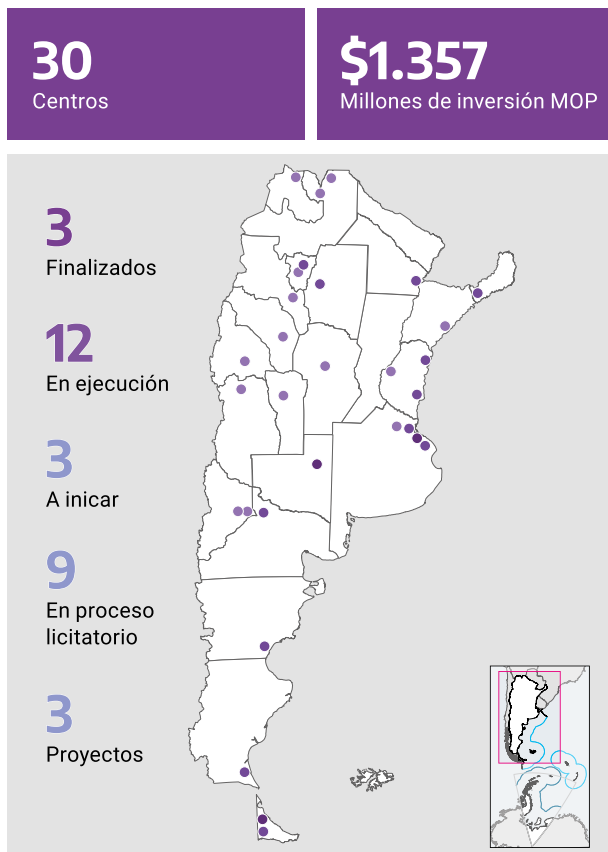 30
Centros
$1.357
Millones de inversión MOP
3
Finalizados
12
En ejecución
3
A inicar
9
En proceso
licitatorio
3
Proyectos